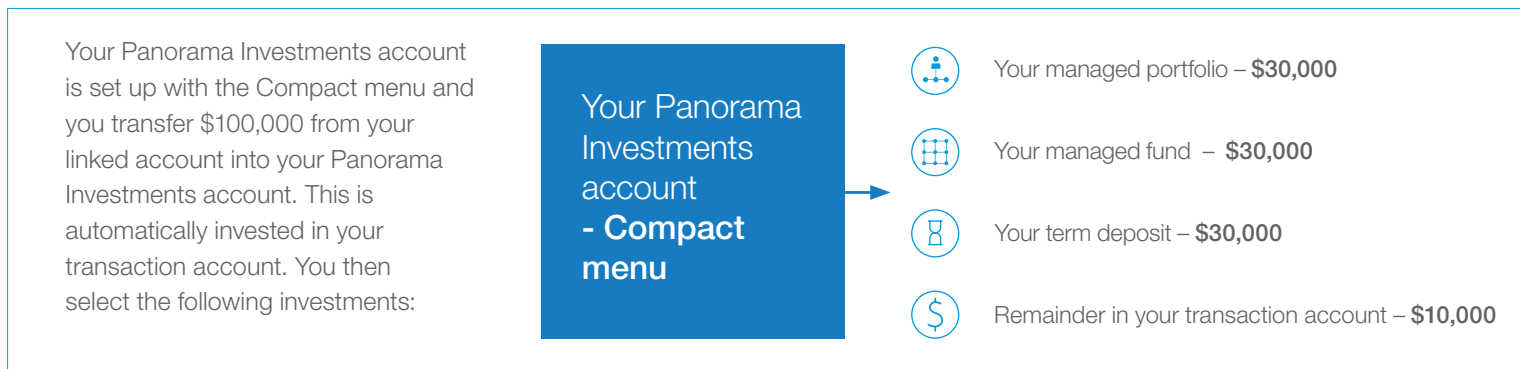 Your Panorama Investments account
is set up with the Compact menu and
you transfer $100,000 from your
linked account into your Panorama
Investments account. This is
automatically invested in your
transaction account. You then
select the following investments:
Your Panorama
Investments
account
- Compact
menu
Your managed portfolio – $30,000
Your managed fund – $30,000
Your term deposit – $30,000
Remainder in your transaction account – $10,000